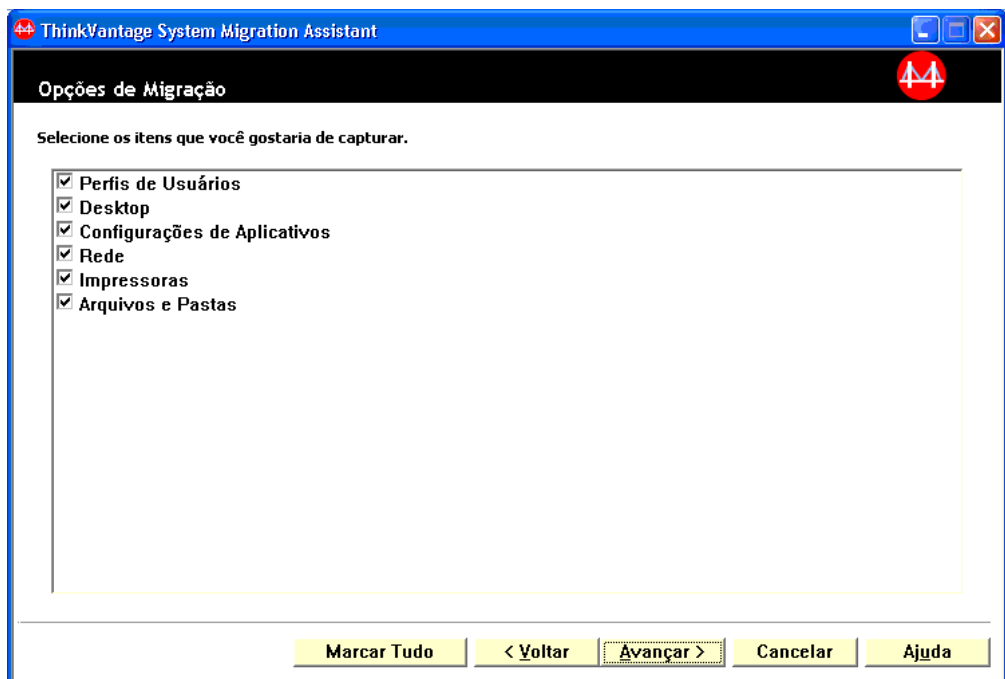 ThinkVantage System Migration Assistant
Opções de Migração
Selecione os itens que você gostaria de capturar.
Perfis de Usuários
Desktop
Configurações de Aplicativos
Rede
Impressoras
Arquivos e Pastas
Marcar Tudo < Voltar Avançar > Cancelar Ajuda